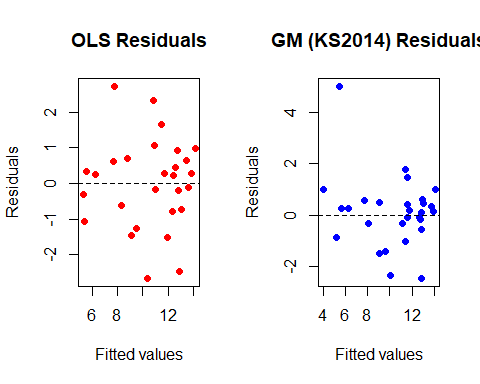 OLS Residuals
Residuals
2
1
0
-1
-2
6 8 12
Fitted values
GM (KS2014) Residuals
Residuals
4
2
0
-2
4 6 8 12
Fitted values